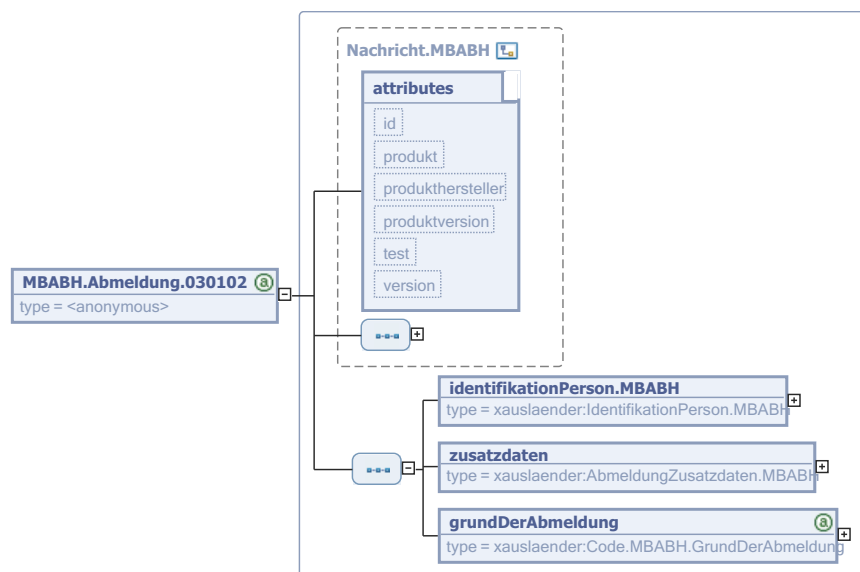 Nachricht.MBABH
attributes
id
produkt
produkthersteller
produktversion
test
version
MBABH.Abmeldung.030102 a
type = <anonymous>
identifikationPerson.MBABH
type = xauslaender:IdentifikationPerson.MBABH
zusatzdaten
type = xauslaender:AbmeldungZusatzdaten.MBABH
grundDerAbmeldung a
type = xauslaender:Code.MBABH.GrundDerAbmeldung